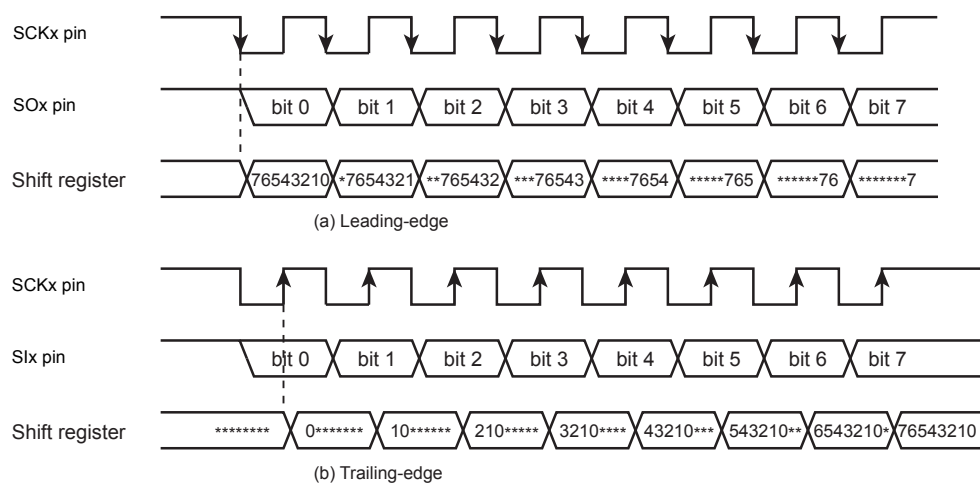 SCKx pin
SOx pin
bit 0 bit 1 bit 2 bit 3 bit 4 bit 5 bit 6 bit 7
Shift register
76543210 *7654321 **765432 ***76543 ****7654 *****765 ******76 *******7
(a) Leading-edge
SCKx pin
SIx pin
bit 0 bit 1 bit 2 bit 3 bit 4 bit 5 bit 6 bit 7
Shift register
******** 0******* 10****** 210***** 3210**** 43210*** 543210** 6543210* 76543210
(b) Trailing-edge